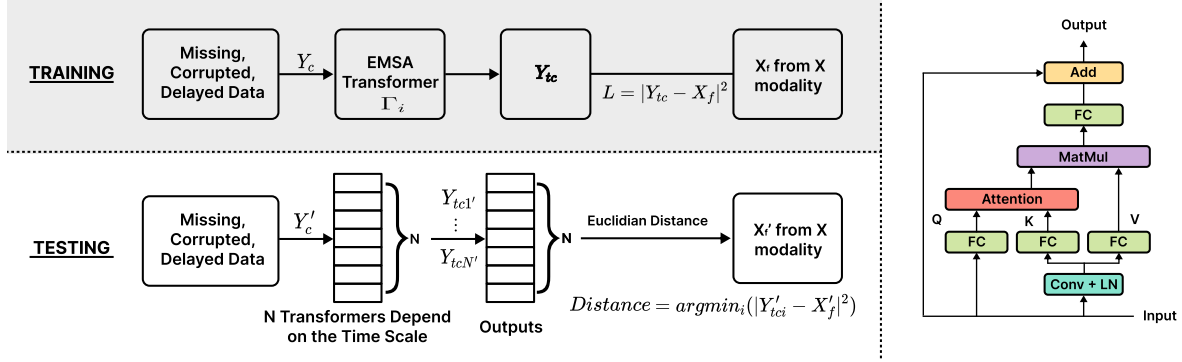 TRAINING
Missing,
Corrupted,
Delayed Data
Y_c
EMSA
Transformer
Γ_i
Y_tc
L = |Y_tc − X_f|^2
X_f from X
modality
TESTING
Missing,
Corrupted,
Delayed Data
Y'_c
N
N Transformers Depend
on the Time Scale
Y_tc1'
⋮
Y_tcN'
N
Outputs
Euclidian Distance
X_f' from X
modality
Distance = argmin_i(|Y'_tci − X'_f|^2)
Output
Add
FC
MatMul
Attention
Q
K
V
FC
FC
FC
Conv + LN
Input